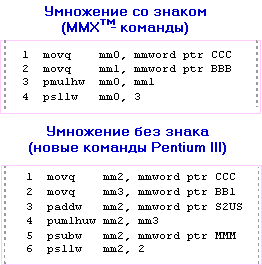 Умножение со знаком
(MMX™- команды)
1 movq mm0, mmword ptr CCC
2 movq mm1, mmword ptr BBB
3 pmulhw mm0, mm1
4 psllw mm0, 3
Умножение без знака
(новые команды Pentium III)
1 movq mm2, mmword ptr CCC
2 movq mm3, mmword ptr BB1
3 paddw mm2, mmword ptr S2US
4 pumlhuw mm2, mm3
5 psubw mm2, mmword ptr MMM
6 psllw mm2, 2